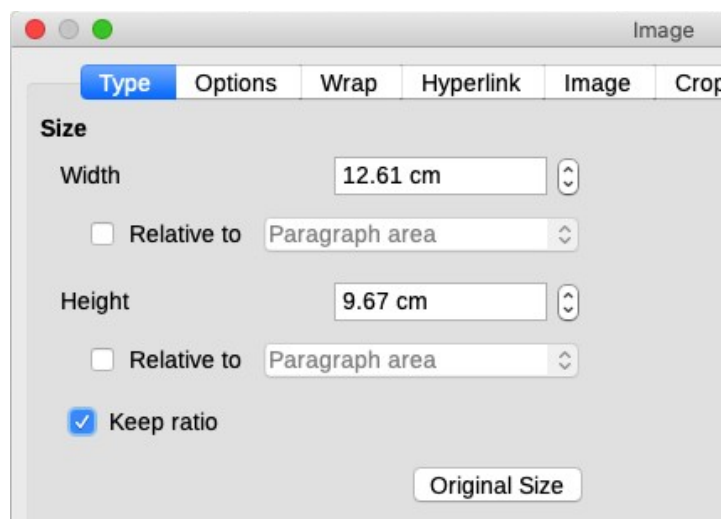 Image
Type Options Wrap Hyperlink Image Crop
Size
Width 12.61 cm
Relative to Paragraph area
Height 9.67 cm
Relative to Paragraph area
Keep ratio
Original Size